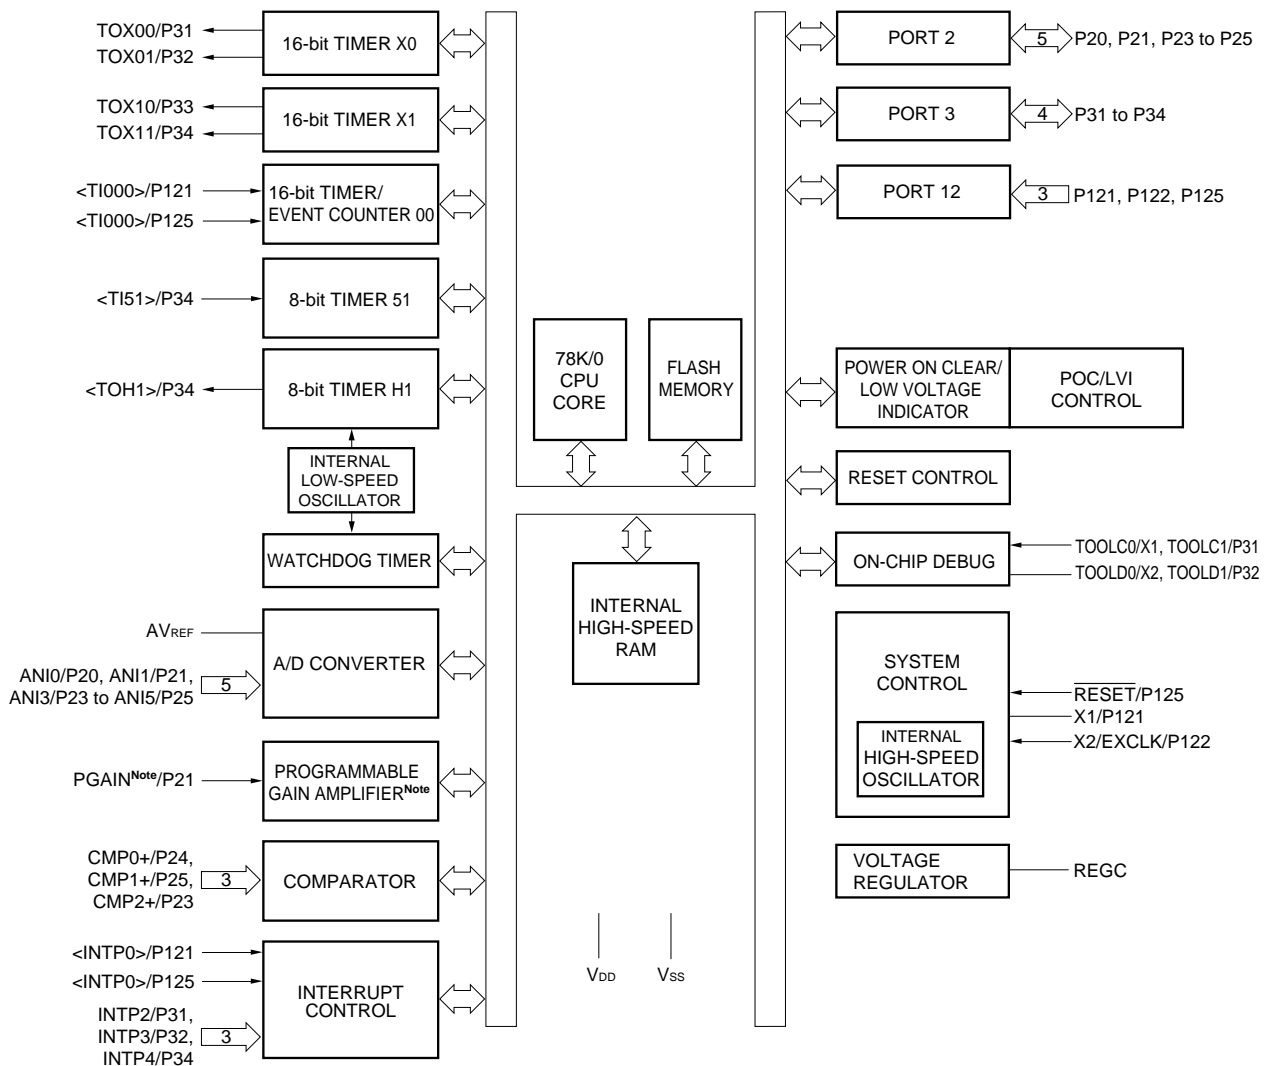 TOX00/P31
TOX01/P32
16-bit TIMER X0
TOX10/P33
TOX11/P34
16-bit TIMER X1
<TI000>/P121
<TI000>/P125
16-bit TIMER/
EVENT COUNTER 00
<TI51>/P34
8-bit TIMER 51
<TOH1>/P34
8-bit TIMER H1
INTERNAL
LOW-SPEED
OSCILLATOR
WATCHDOG TIMER
AVREF
ANI0/P20, ANI1/P21,
ANI3/P23 to ANI5/P25
5
A/D CONVERTER
PGAINNote/P21
PROGRAMMABLE
GAIN AMPLIFIERNote
CMP0+/P24,
CMP1+/P25,
CMP2+/P23
3
COMPARATOR
<INTP0>/P121
<INTP0>/P125
INTP2/P31,
INTP3/P32,
INTP4/P34
3
INTERRUPT
CONTROL
78K/0
CPU
CORE
FLASH
MEMORY
INTERNAL
HIGH-SPEED
RAM
VDD
VSS
PORT 2
5
P20, P21, P23 to P25
PORT 3
4
P31 to P34
PORT 12
3
P121, P122, P125
POWER ON CLEAR/
LOW VOLTAGE
INDICATOR
POC/LVI
CONTROL
RESET CONTROL
ON-CHIP DEBUG
TOOLC0/X1, TOOLC1/P31
TOOLD0/X2, TOOLD1/P32
SYSTEM
CONTROL
INTERNAL
HIGH-SPEED
OSCILLATOR
RESET/P125
X1/P121
X2/EXCLK/P122
VOLTAGE
REGULATOR
REGC